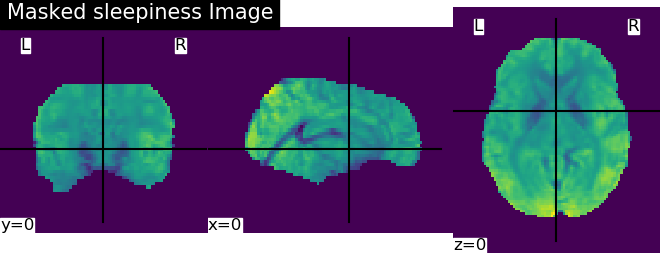 Masked sleepiness Image
L R
L R
y=0
x=0
z=0